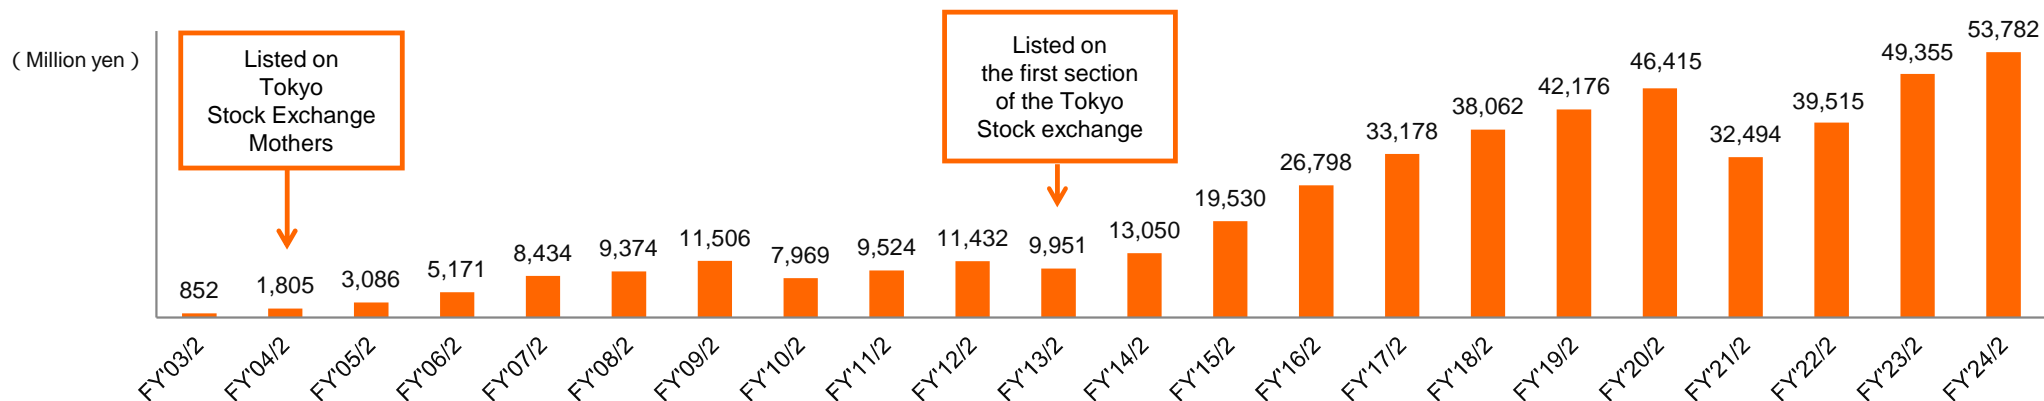 ( Million yen )
Listed on
Tokyo
Stock Exchange
Mothers
Listed on
the first section
of the Tokyo
Stock exchange
852
1,805
3,086
5,171
8,434
9,374
11,506
7,969
9,524
11,432
9,951
13,050
19,530
26,798
33,178
38,062
42,176
46,415
32,494
39,515
49,355
53,782
FY'03/2
FY'04/2
FY'05/2
FY'06/2
FY'07/2
FY'08/2
FY'09/2
FY'10/2
FY'11/2
FY'12/2
FY'13/2
FY'14/2
FY'15/2
FY'16/2
FY'17/2
FY'18/2
FY'19/2
FY'20/2
FY'21/2
FY'22/2
FY'23/2
FY'24/2